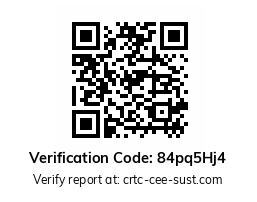 Verification Code: 84pq5Hj4
Verify report at: crtc-cee-sust.com